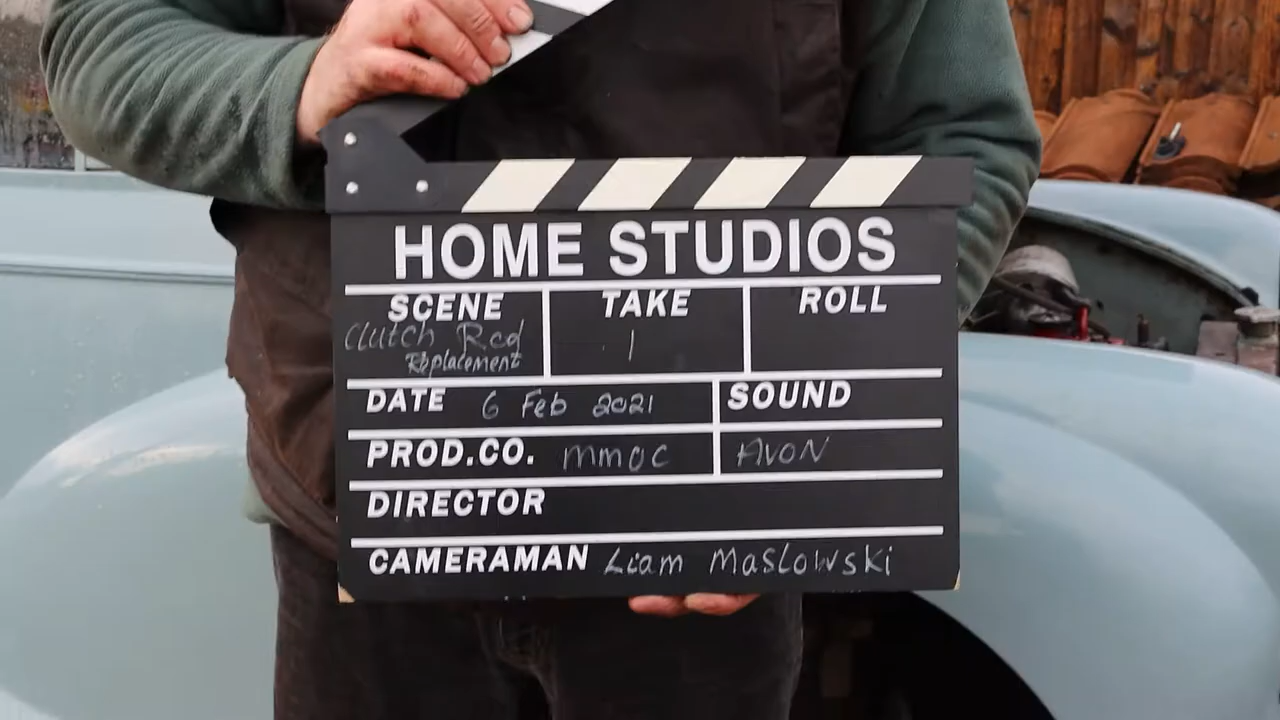 HOME STUDIOS
SCENE TAKE ROLL
Clutch Rod 1
Replacement
DATE 6 Feb 2021 SOUND
PROD.CO. mmoc AVON
DIRECTOR
CAMERAMAN Liam Maslowski